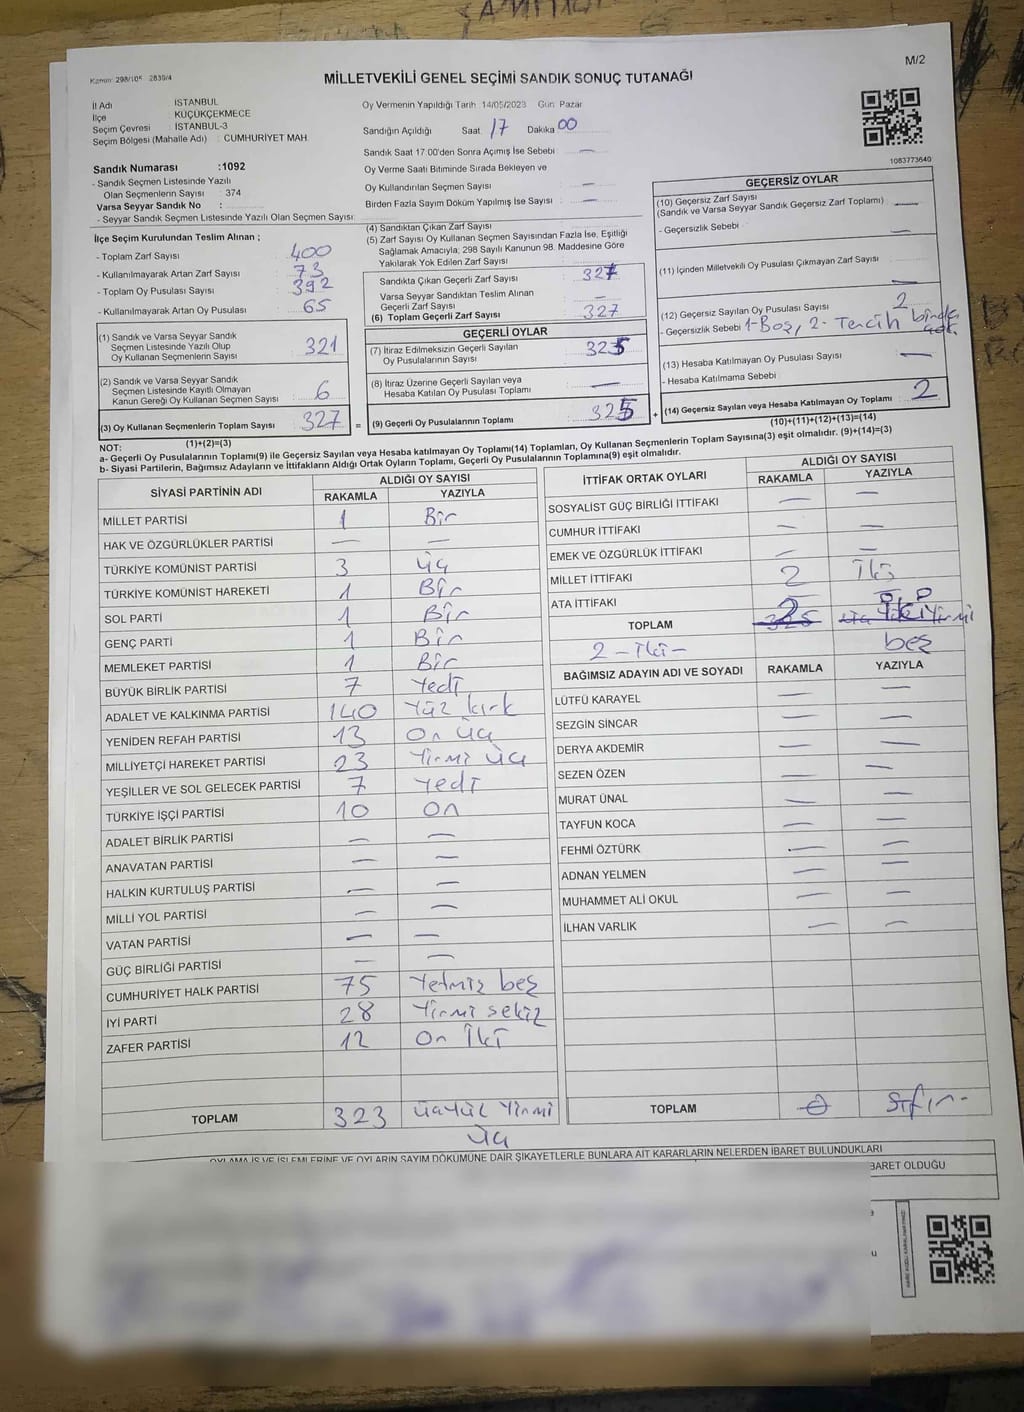 M/2
Kanun: 298/105 2839/4
MİLLETVEKİLİ GENEL SEÇİMİ SANDIK SONUÇ TUTANAĞI
İl Adı : İSTANBUL
İlçe : KÜÇÜKÇEKMECE
Seçim Çevresi : İSTANBUL-3
Seçim Bölgesi (Mahalle Adı) : CUMHURİYET MAH.
Sandık Numarası :1092
- Sandık Seçmen Listesinde Yazılı
Olan Seçmenlerin Sayısı : 374
Varsa Seyyar Sandık No :
- Seyyar Sandık Seçmen Listesinde Yazılı Olan Seçmen Sayısı:
Oy Vermenin Yapıldığı Tarih 14/05/2023 Gün: Pazar
Sandığın Açıldığı Saat 17 Dakika 00
Sandık Saat 17.00'den Sonra Açımış İse Sebebi : —
Oy Verme Saati Bitiminde Sırada Bekleyen ve
Oy Kullandırılan Seçmen Sayısı : —
Birden Fazla Sayım Döküm Yapılmış İse Sayısı : —
1083773640
İlçe Seçim Kurulundan Teslim Alınan ;
- Toplam Zarf Sayısı : 400
- Kullanılmayarak Artan Zarf Sayısı : 73
- Toplam Oy Pusulası Sayısı : 392
- Kullanılmayarak Artan Oy Pusulası : 65
(1) Sandık ve Varsa Seyyar Sandık
Seçmen Listesinde Yazılı Olup
Oy Kullanan Seçmenlerin Sayısı : 321
(2) Sandık ve Varsa Seyyar Sandık
Seçmen Listesinde Kayıtlı Olmayan
Kanun Gereği Oy Kullanan Seçmen Sayısı : 6
(3) Oy Kullanan Seçmenlerin Toplam Sayısı : 327 =
(1)+(2)=(3)
(4) Sandıktan Çıkan Zarf Sayısı
(5) Zarf Sayısı Oy Kullanan Seçmen Sayısından Fazla İse, Eşitliği
Sağlamak Amacıyla; 298 Sayılı Kanunun 98. Maddesine Göre
Yakılarak Yok Edilen Zarf Sayısı :
Sandıkta Çıkan Geçerli Zarf Sayısı : 327
Varsa Seyyar Sandıktan Teslim Alınan
Geçerli Zarf Sayısı : —
(6) Toplam Geçerli Zarf Sayısı : 327
GEÇERLİ OYLAR
(7) İtiraz Edilmeksizin Geçerli Sayılan
Oy Pusulalarının Sayısı : 325
(8) İtiraz Üzerine Geçerli Sayılan veya
Hesaba Katılan Oy Pusulası Toplamı : —
(9) Geçerli Oy Pusulalarının Toplamı : 325 +
GEÇERSİZ OYLAR
(10) Geçersiz Zarf Sayısı
(Sandık ve Varsa Seyyar Sandık Geçersiz Zarf Toplamı) : —
- Geçersizlik Sebebi : —
(11) İçinden Milletvekili Oy Pusulası Çıkmayan Zarf Sayısı : —
(12) Geçersiz Sayılan Oy Pusulası Sayısı : 2
- Geçersizlik Sebebi : 1-Boş, 2- Tercih birden
(13) Hesaba Katılmayan Oy Pusulası Sayısı : —
- Hesaba Katılmama Sebebi :
(14) Geçersiz Sayılan veya Hesaba Katılmayan Oy Toplamı : 2
(10)+(11)+(12)+(13)=(14)
NOT:
a- Geçerli Oy Pusulalarının Toplamı(9) ile Geçersiz Sayılan veya Hesaba katılmayan Oy Toplamı(14) Toplamları, Oy Kullanan Seçmenlerin Toplam Sayısına(3) eşit olmalıdır. (9)+(14)=(3)
b- Siyasi Partilerin, Bağımsız Adayların ve İttifakların Aldığı Ortak Oyların Toplamı, Geçerli Oy Pusulalarının Toplamına(9) eşit olmalıdır.
SİYASİ PARTİNİN ADI ALDIĞI OY SAYISI
RAKAMLA YAZIYLA
MİLLET PARTİSİ 1 Bir
HAK VE ÖZGÜRLÜKLER PARTİSİ — —
TÜRKİYE KOMÜNİST PARTİSİ 3 üç
TÜRKİYE KOMÜNİST HAREKETİ 1 Bir
SOL PARTİ 1 Bir
GENÇ PARTİ 1 Bir
MEMLEKET PARTİSİ 1 Bir
BÜYÜK BİRLİK PARTİSİ 7 Yedi
ADALET VE KALKINMA PARTİSİ 140 Yüz kırk
YENİDEN REFAH PARTİSİ 13 On üç
MİLLİYETÇİ HAREKET PARTİSİ 23 Yirmi üç
YEŞİLLER VE SOL GELECEK PARTİSİ 7 Yedi
TÜRKİYE İŞÇİ PARTİSİ 10 On
ADALET BİRLİK PARTİSİ — —
ANAVATAN PARTİSİ — —
HALKIN KURTULUŞ PARTİSİ — —
MİLLİ YOL PARTİSİ — —
VATAN PARTİSİ — —
GÜÇ BİRLİĞİ PARTİSİ — —
CUMHURİYET HALK PARTİSİ 75 Yetmiş beş
İYİ PARTİ 28 Yirmi sekiz
ZAFER PARTİSİ 12 On iki
TOPLAM 323 üçyüz Yirmi
üç
İTTİFAK ORTAK OYLARI ALDIĞI OY SAYISI
RAKAMLA YAZIYLA
SOSYALİST GÜÇ BİRLİĞİ İTTİFAKI — —
CUMHUR İTTİFAKI — —
EMEK VE ÖZGÜRLÜK İTTİFAKI — —
MİLLET İTTİFAKI 2 İki
ATA İTTİFAKI —
TOPLAM 2 325 iki Yirmi
2 -iki- beş
BAĞIMSIZ ADAYIN ADI VE SOYADI RAKAMLA YAZIYLA
LÜTFÜ KARAYEL — —
SEZGİN SİNCAR — —
DERYA AKDEMİR — —
SEZEN ÖZEN — —
MURAT ÜNAL — —
TAYFUN KOCA — —
FEHMİ ÖZTÜRK — —
ADNAN YELMEN — —
MUHAMMET ALİ OKUL — —
İLHAN VARLIK — —
TOPLAM 0 Sıfır-
OYLAMA İŞ VE İŞLEMLERİNE VE OYLARIN SAYIM DÖKÜMÜNE DAİR ŞİKAYETLERLE BUNLARA AİT KARARLARIN NELERDEN İBARET BULUNDUKLARI
BARET OLDUĞU